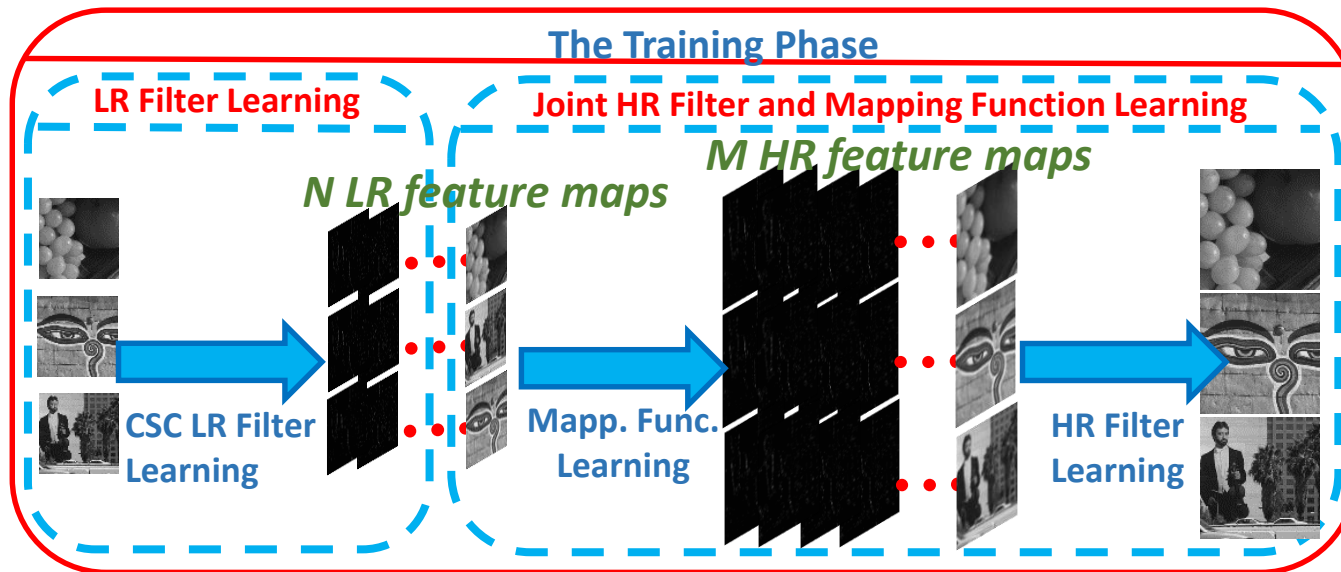 The Training Phase
LR Filter Learning
Joint HR Filter and Mapping Function Learning
M HR feature maps
N LR feature maps
CSC LR Filter
Learning
Mapp. Func.
Learning
HR Filter
Learning